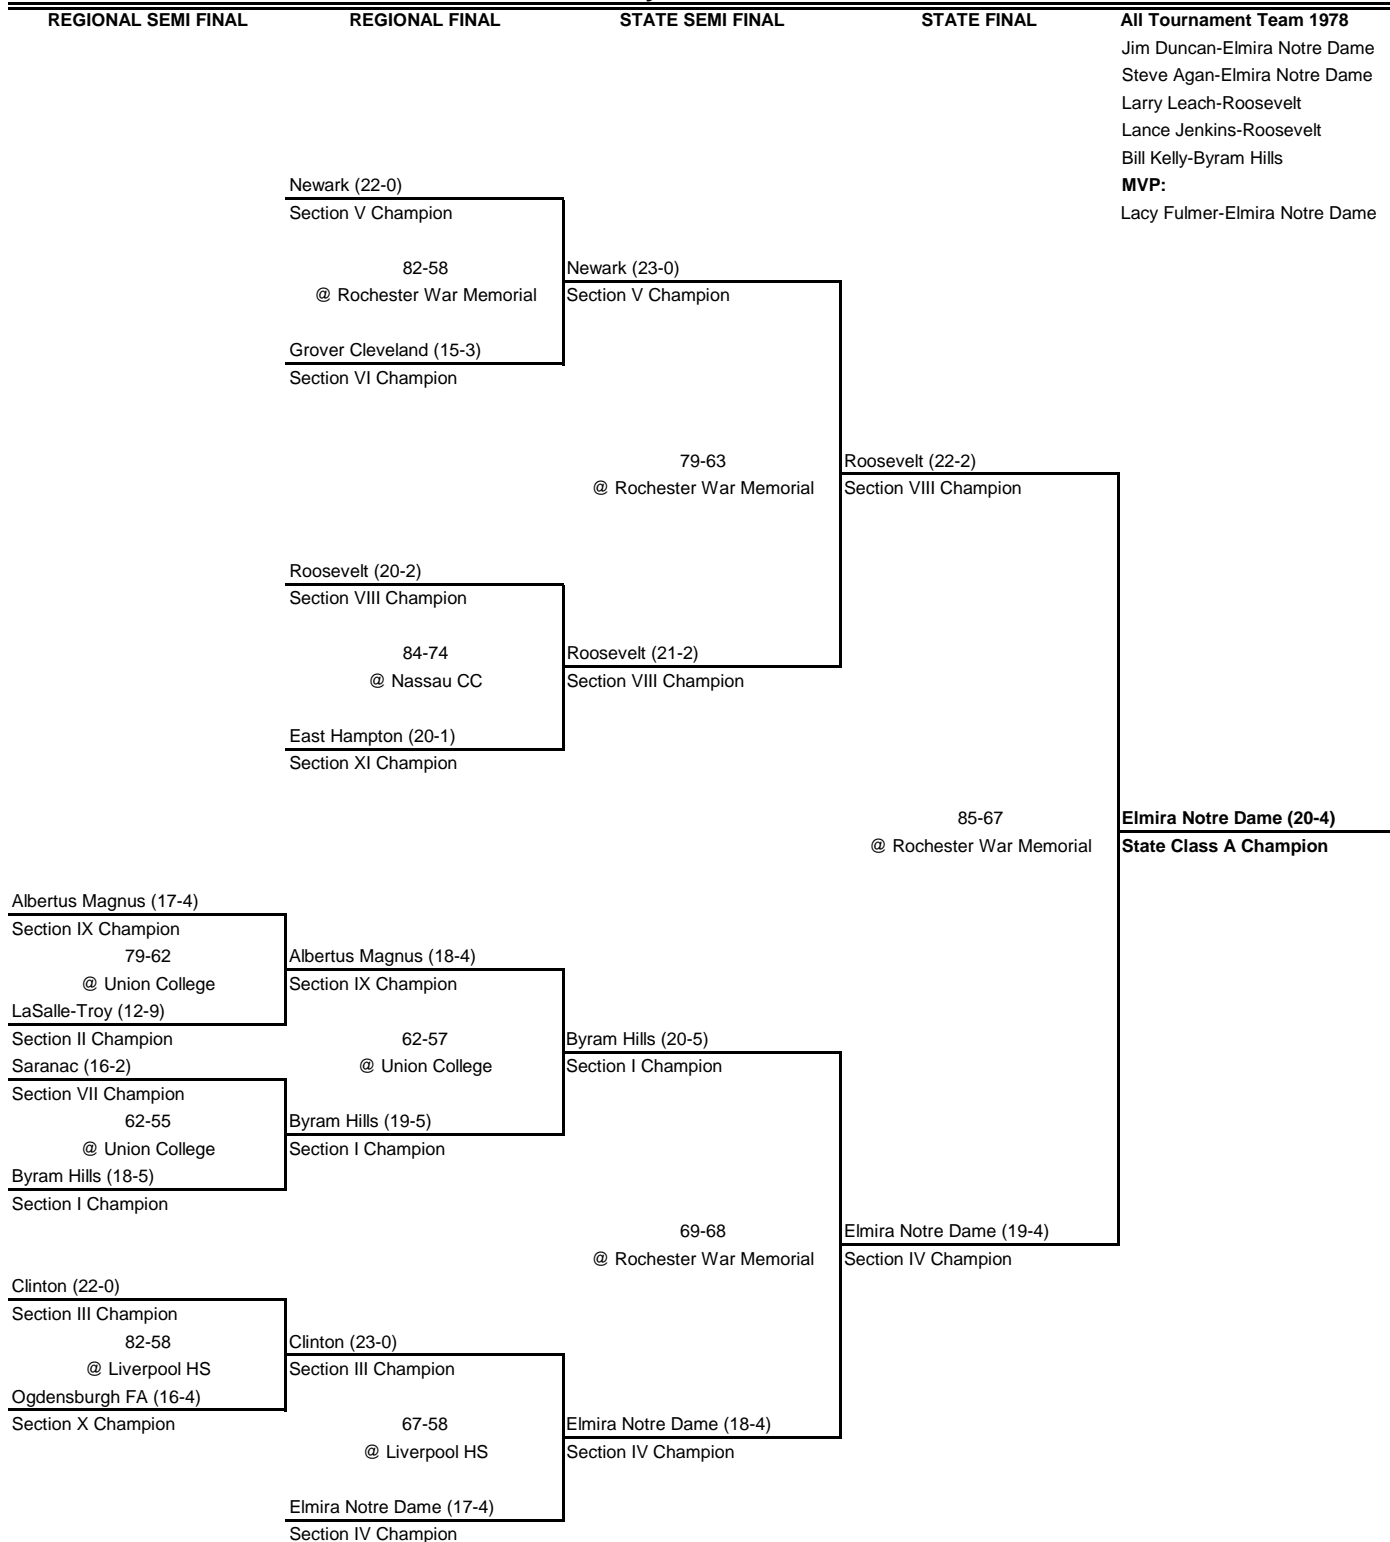 REGIONAL SEMI FINAL REGIONAL FINAL STATE SEMI FINAL STATE FINAL All Tournament Team 1978
Jim Duncan-Elmira Notre Dame
Steve Agan-Elmira Notre Dame
Larry Leach-Roosevelt
Lance Jenkins-Roosevelt
Bill Kelly-Byram Hills
Newark (22-0) MVP:
Section V Champion Lacy Fulmer-Elmira Notre Dame
82-58 Newark (23-0)
@ Rochester War Memorial Section V Champion
Grover Cleveland (15-3)
Section VI Champion
79-63 Roosevelt (22-2)
@ Rochester War Memorial Section VIII Champion
Roosevelt (20-2)
Section VIII Champion
84-74 Roosevelt (21-2)
@ Nassau CC Section VIII Champion
East Hampton (20-1)
Section XI Champion
85-67 Elmira Notre Dame (20-4)
@ Rochester War Memorial State Class A Champion
Albertus Magnus (17-4)
Section IX Champion
79-62 Albertus Magnus (18-4)
@ Union College Section IX Champion
LaSalle-Troy (12-9)
Section II Champion 62-57 Byram Hills (20-5)
Saranac (16-2) @ Union College Section I Champion
Section VII Champion
62-55 Byram Hills (19-5)
@ Union College Section I Champion
Byram Hills (18-5)
Section I Champion
69-68 Elmira Notre Dame (19-4)
@ Rochester War Memorial Section IV Champion
Clinton (22-0)
Section III Champion
82-58 Clinton (23-0)
@ Liverpool HS Section III Champion
Ogdensburgh FA (16-4)
Section X Champion 67-58 Elmira Notre Dame (18-4)
@ Liverpool HS Section IV Champion
Elmira Notre Dame (17-4)
Section IV Champion